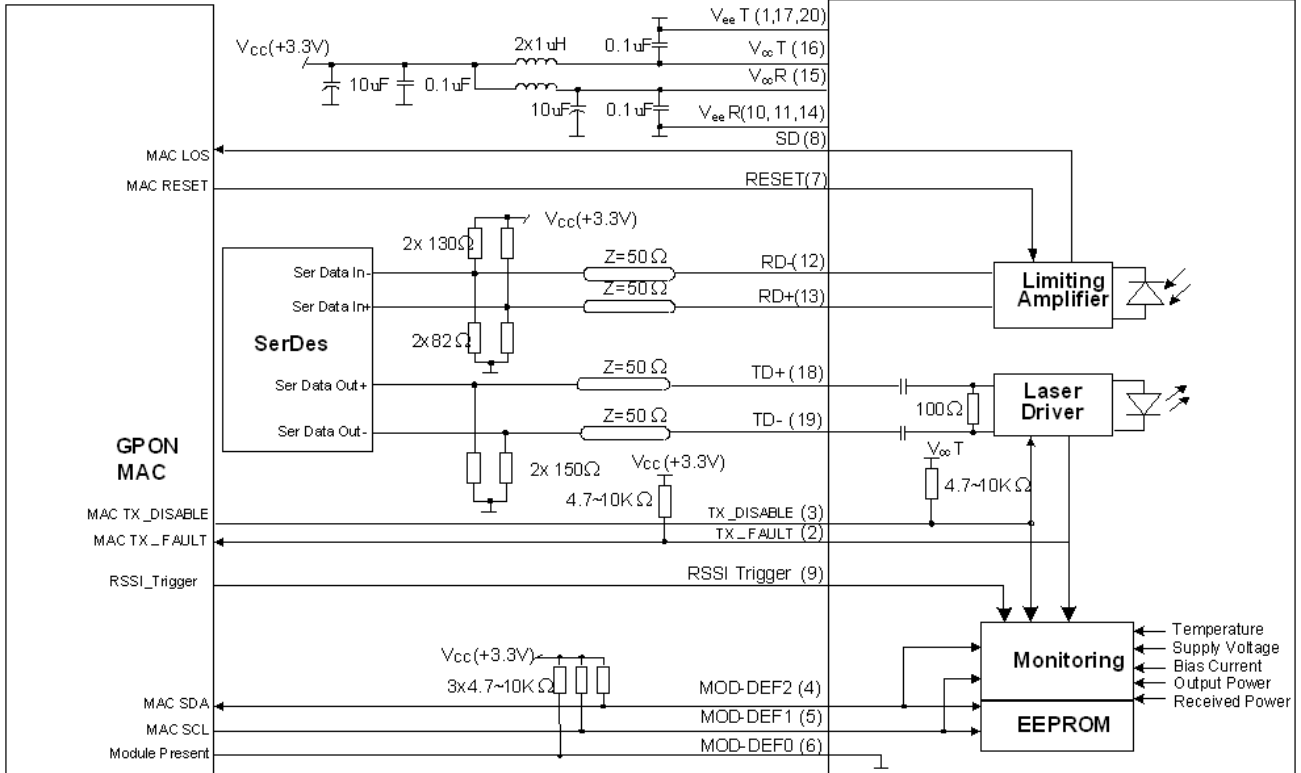 VeeT (1,17,20)
VCC(+3.3V)
2x1uH
0.1uF
VccT (16)
VccR (15)
10uF
0.1uF
10uF
0.1uF
VeeR(10, 11,14)
SD(8)
MAC LOS
MAC RESET
RESET(7)
VCC(+3.3V)
2x 130Ω
Z=50Ω
RD-(12)
Ser Data In-
Limiting
Amplifier
Z=50Ω
RD+(13)
Ser Data In+
SerDes
2x82Ω
Z=50Ω
TD+(18)
Ser Data Out+
Laser
Driver
100Ω
Z=50Ω
TD- (19)
Ser Data Out-
GPON
MAC
2x 150Ω
VCC(+3.3V)
4.7~10KΩ
VccT
4.7~10KΩ
MAC TX_DISABLE
TX_DISABLE (3)
MAC TX_FAULT
TX_FAULT (2)
RSSI_Trigger
RSSI Trigger (9)
Temperature
Supply Voltage
Bias Current
Output Power
Received Power
Monitoring
VCC(+3.3V)
3x4.7~10KΩ
MAC SDA
MOD-DEF2 (4)
MAC SCL
MOD-DEF1 (5)
EEPROM
Module Present
MOD-DEF0 (6)